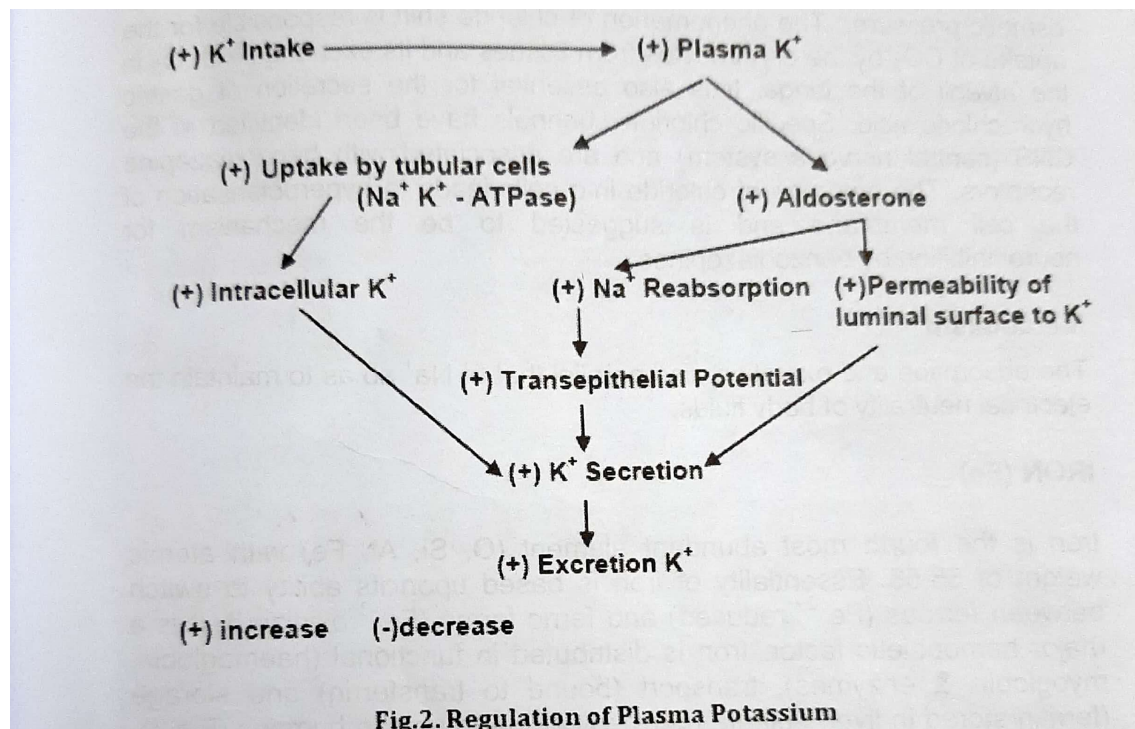 (+) K⁺ Intake (+) Plasma K⁺
(+) Uptake by tubular cells
(Na⁺ K⁺ - ATPase) (+) Aldosterone
(+) Intracellular K⁺ (+) Na⁺ Reabsorption (+)Permeability of
luminal surface to K⁺
(+) Transepithelial Potential
(+) K⁺ Secretion
(+) Excretion K⁺
(+) increase (-)decrease
Fig.2. Regulation of Plasma Potassium